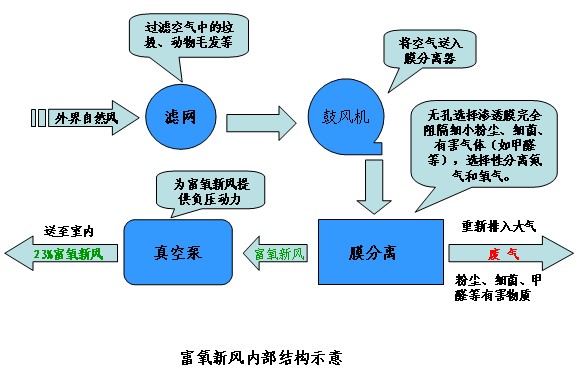 过滤空气中的垃
圾、动物毛发等
将空气送入
膜分离器
外界自然风
滤网
鼓风机
无孔选择渗透膜完全
阻隔细小粉尘、细菌、
有害气体（如甲醛
等），选择性分离氮
气和氧气。
为富氧新风提
供负压动力
送至室内
23%富氧新风
真空泵
富氧新风
膜分离
重新排入大气
废 气
粉尘、细菌、甲
醛等有害物质
富氧新风内部结构示意